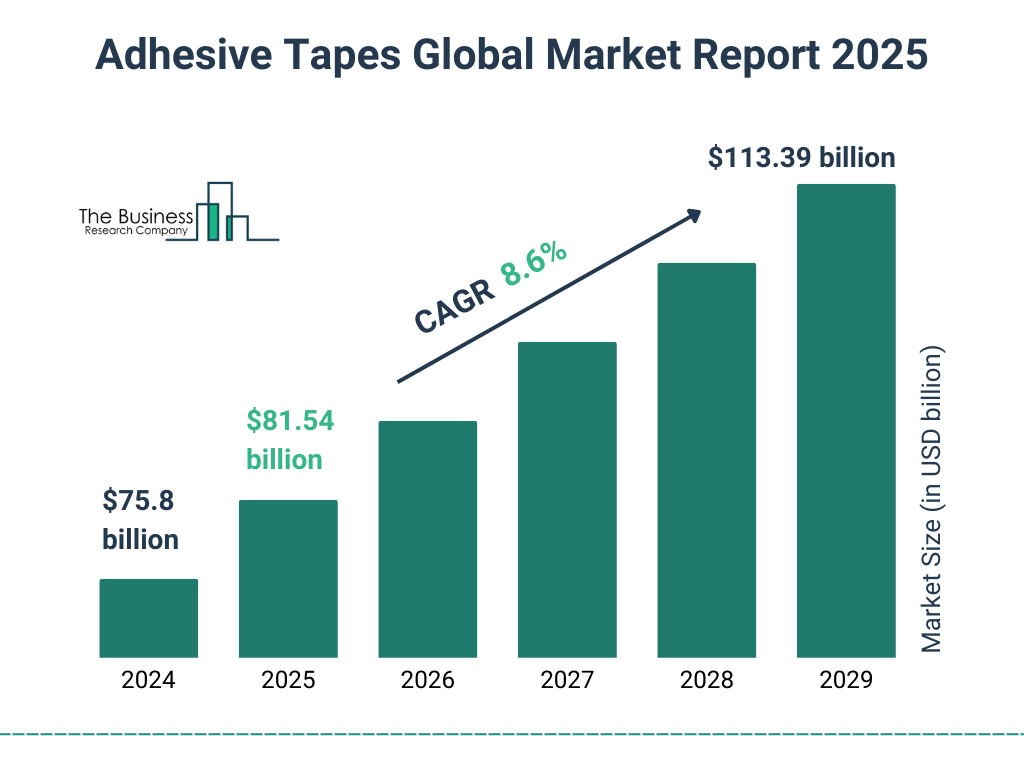 Adhesive Tapes Global Market Report 2025
$113.39 billion
The Business
Research Company
CAGR 8.6%
$81.54
billion
$75.8
billion
Market Size (in USD billion)
2024 2025 2026 2027 2028 2029